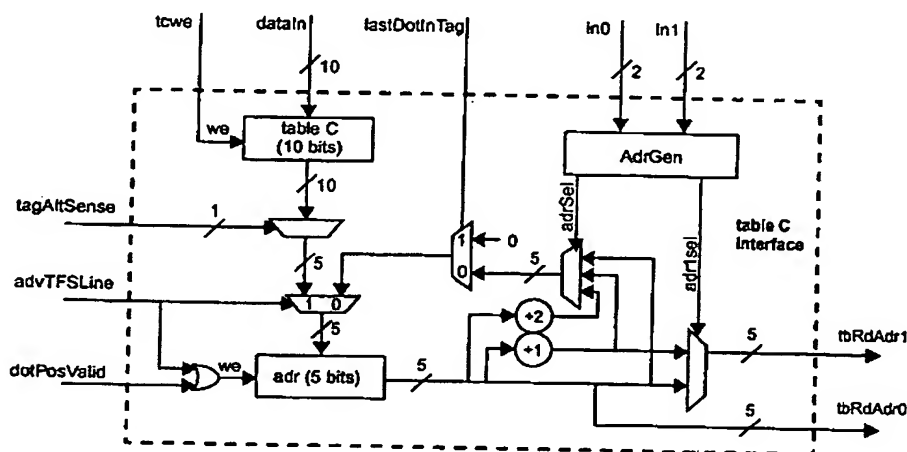 tcwe
dataIn
lastDotInTag
In0
In1
10
2
2
we
table C
(10 bits)
AdrGen
10
tagAltSense
1
adrSel
adr1sel
table C
Interface
1
0
0
5
5
advTFSLine
1 0
5
+2
+1
5
tbRdAdr1
dotPosValid
we
adr (5 bits)
5
5
tbRdAdr0